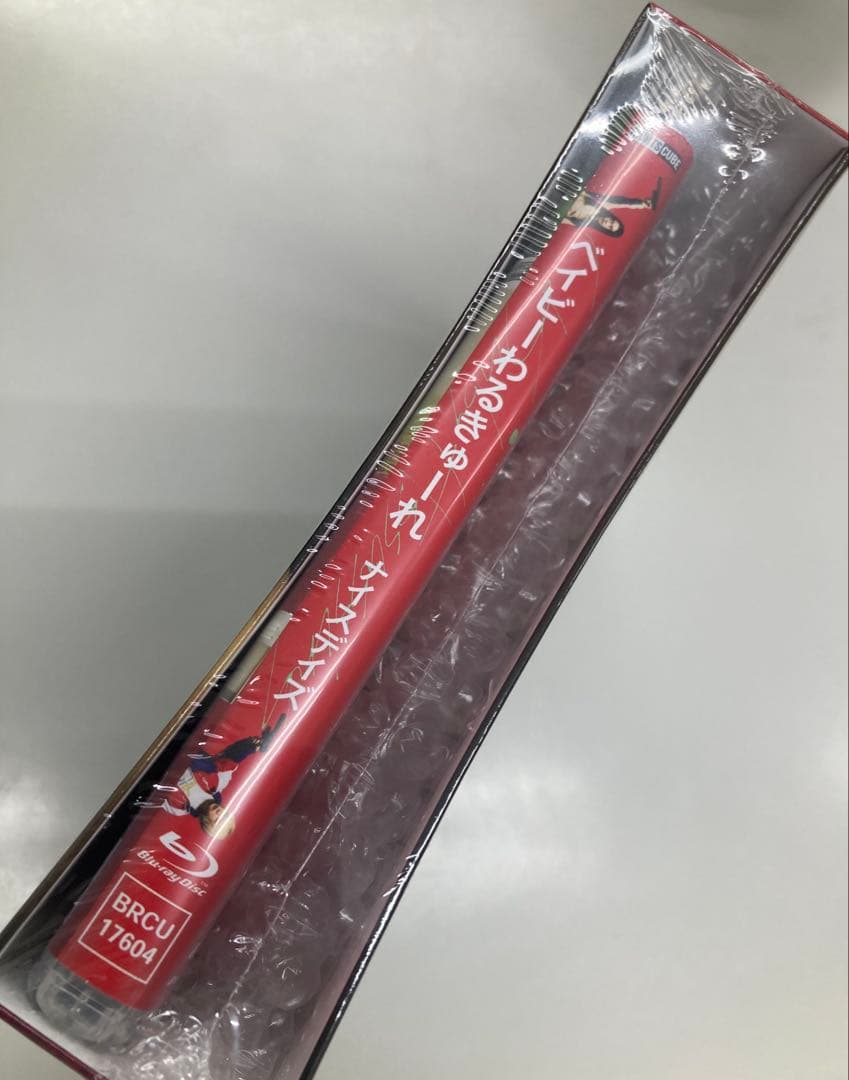 CUBE
ベイビーわるきゅーれ
ナイスデイズ
Blu-ray Disc
TM
BRCU
17604